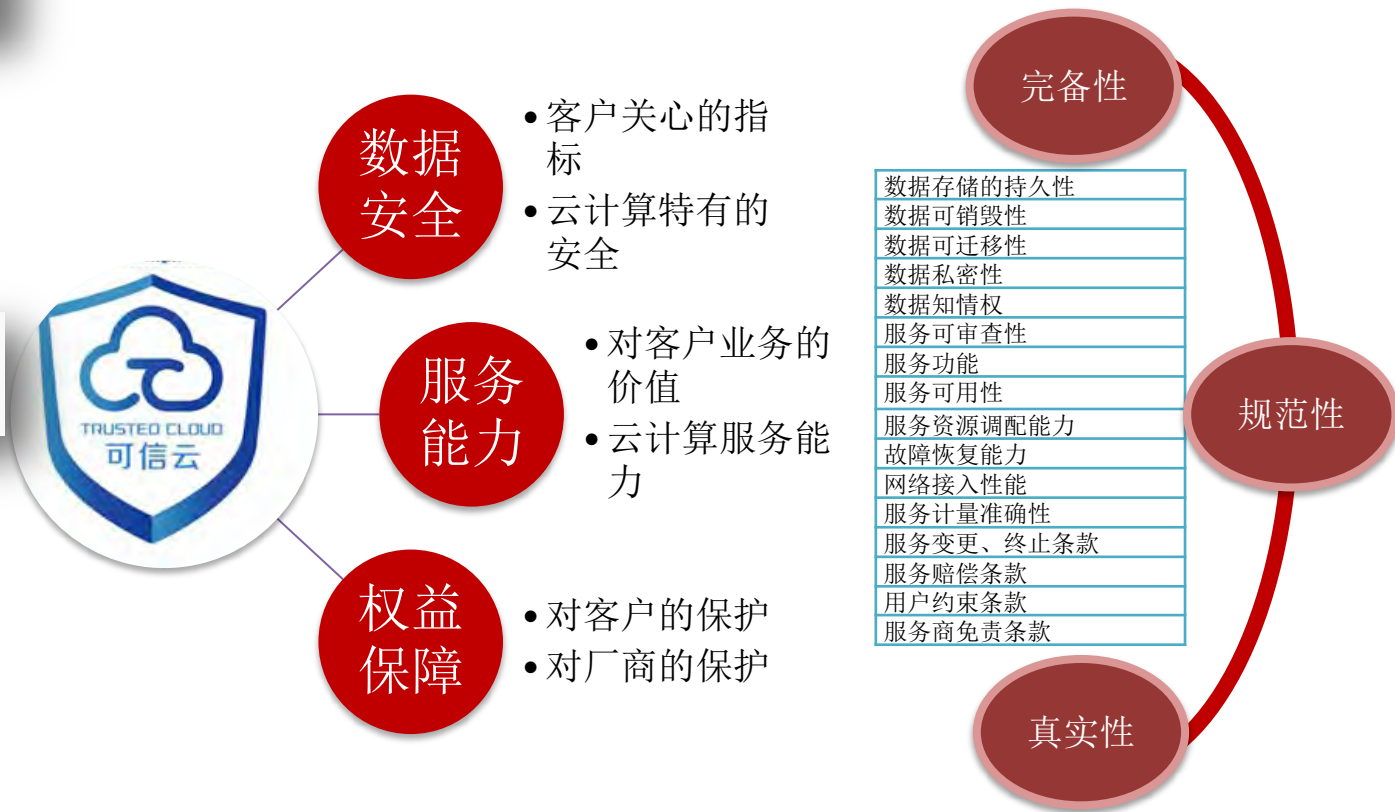 数据
安全
•客户关心的指
标
•云计算特有的
安全
TRUSTED CLOUD
可信云
服务
能力
•对客户业务的
价值
•云计算服务能
力
权益
保障
•对客户的保护
•对厂商的保护
完备性
数据存储的持久性
数据可销毁性
数据可迁移性
数据私密性
数据知情权
服务可审查性
服务功能
服务可用性
服务资源调配能力
故障恢复能力
网络接入性能
服务计量准确性
服务变更、终止条款
服务赔偿条款
用户约束条款
服务商免责条款
规范性
真实性